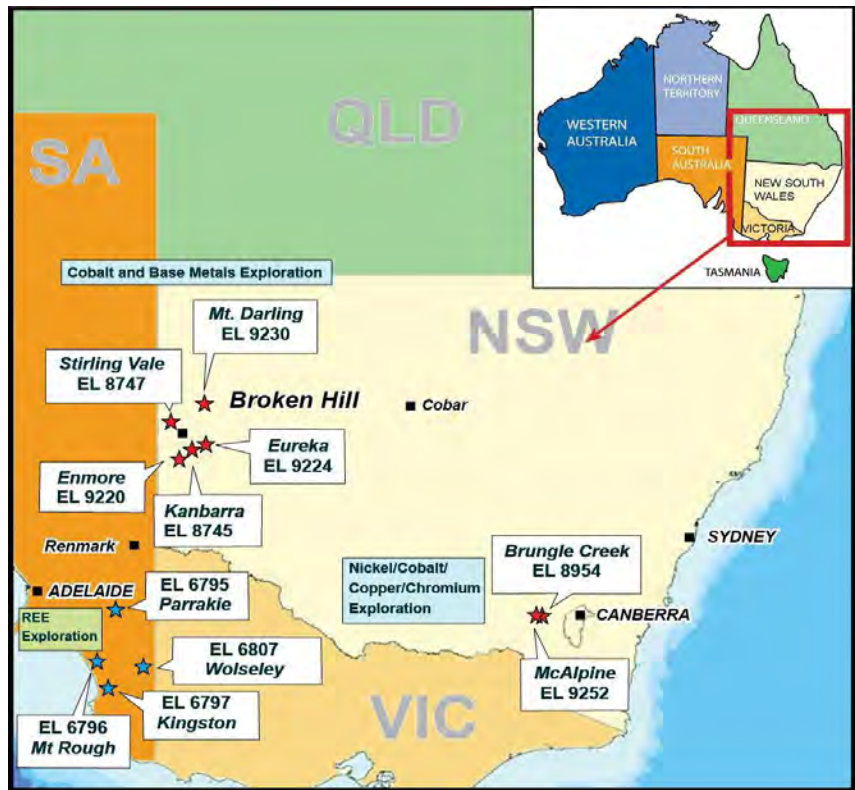 NORTHERN
TERRITORY
QUEENSLAND
WESTERN
AUSTRALIA
SOUTH
AUSTRALIA
NEW SOUTH
WALES
VICTORIA
TASMANIA
QLD
SA
Cobalt and Base Metals Exploration
NSW
Mt. Darling
EL 9230
Stirling Vale
EL 8747
Broken Hill
Cobar
Eureka
EL 9224
Enmore
EL 9220
Kanbarra
EL 8745
Renmark
SYDNEY
Brungle Creek
EL 8954
Nickel/Cobalt/
Copper/Chromium
Exploration
ADELAIDE
EL 6795
Parrakie
REE
Exploration
CANBERRA
EL 6807
Wolseley
McAlpine
EL 9252
EL 6797
Kingston
EL 6796
Mt Rough
VIC